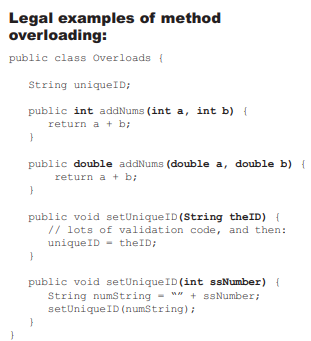 Legal examples of method
overloading:
public class Overloads {
String uniqueID;
public int addNums(int a, int b) {
return a + b;
}
public double addNums(double a, double b) {
return a + b;
}
public void setUniqueID(String theID) {
// lots of validation code, and then:
uniqueID = theID;
}
public void setUniqueID(int ssNumber) {
String numString = “” + ssNumber;
setUniqueID(numString);
}
}